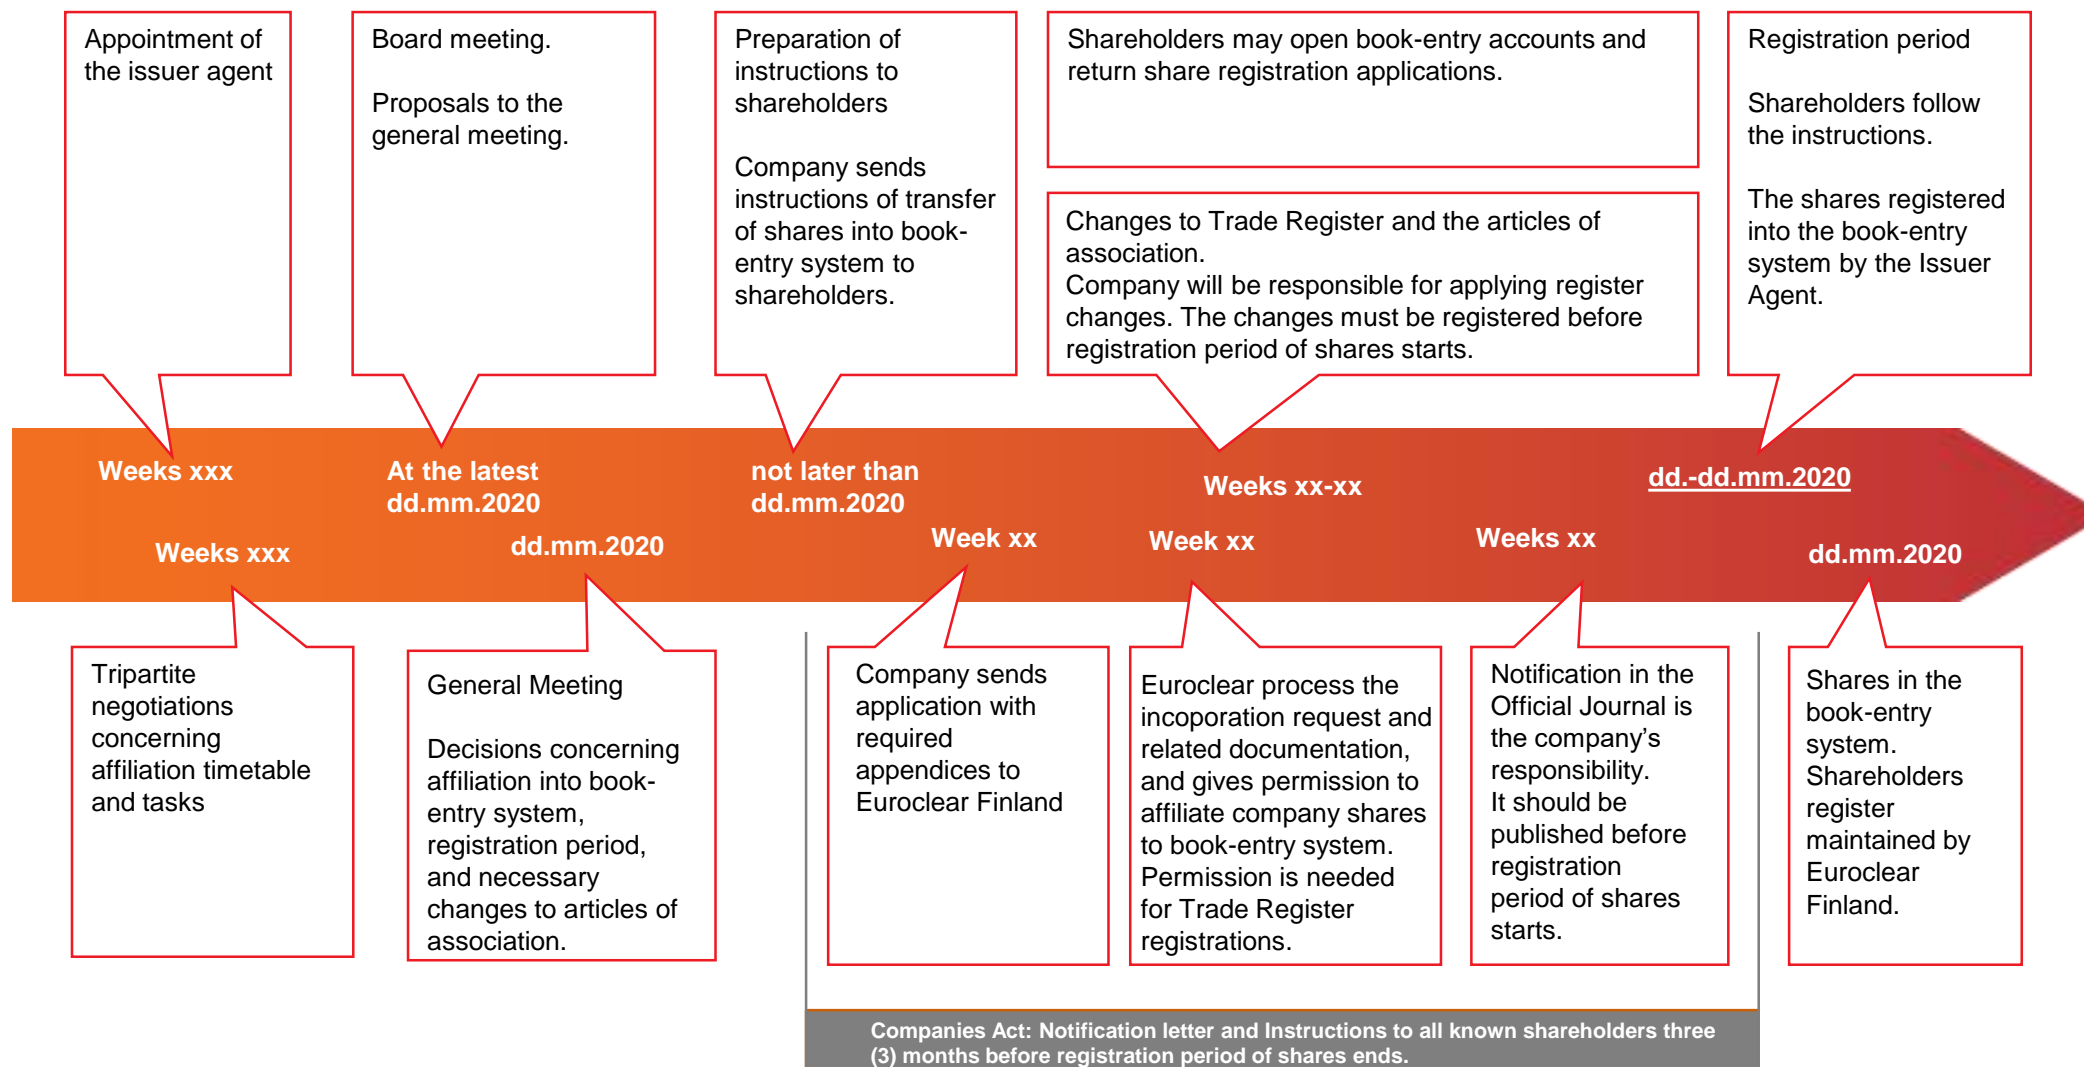 Appointment of
the issuer agent
Board meeting.
Proposals to the
general meeting.
Preparation of
instructions to
shareholders
Company sends
instructions of transfer
of shares into book-
entry system to
shareholders.
Shareholders may open book-entry accounts and
return share registration applications.
Changes to Trade Register and the articles of
association.
Company will be responsible for applying register
changes. The changes must be registered before
registration period of shares starts.
Registration period
Shareholders follow
the instructions.
The shares registered
into the book-entry
system by the Issuer
Agent.
Weeks xxx
At the latest
dd.mm.2020
not later than
dd.mm.2020
Weeks xx-xx
dd.-dd.mm.2020
Weeks xxx
dd.mm.2020
Week xx
Week xx
Weeks xx
dd.mm.2020
Tripartite
negotiations
concerning
affiliation timetable
and tasks
General Meeting
Decisions concerning
affiliation into book-
entry system,
registration period,
and necessary
changes to articles of
association.
Company sends
application with
required
appendices to
Euroclear Finland
Euroclear process the
incoporation request and
related documentation,
and gives permission to
affiliate company shares
to book-entry system.
Permission is needed
for Trade Register
registrations.
Notification in the
Official Journal is
the company’s
responsibility.
It should be
published before
registration
period of shares
starts.
Shares in the
book-entry
system.
Shareholders
register
maintained by
Euroclear
Finland.
Companies Act: Notification letter and Instructions to all known shareholders three
(3) months before registration period of shares ends.